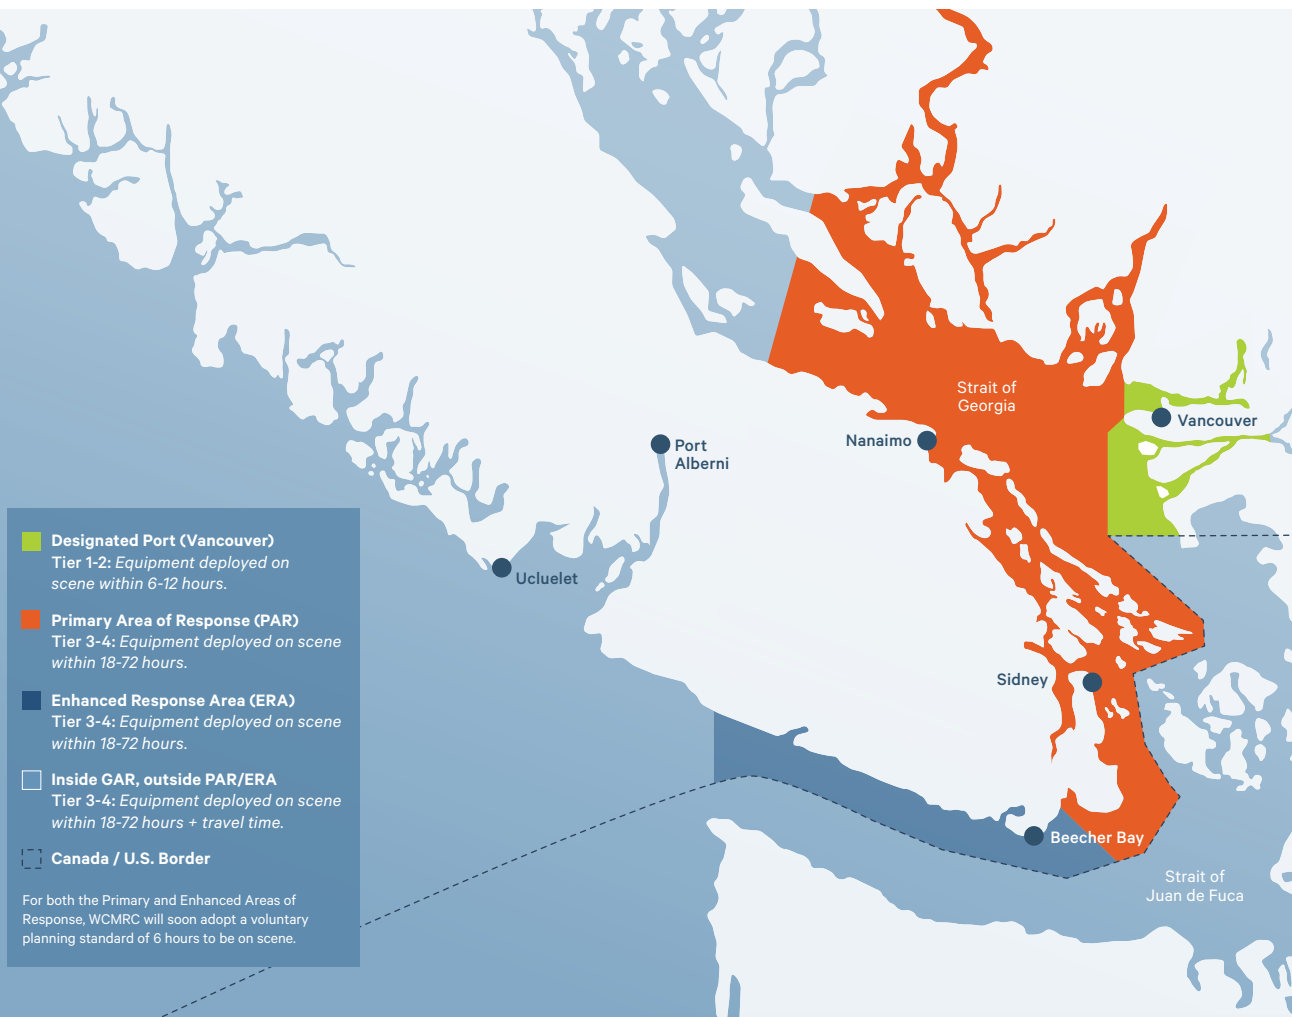 Strait of
Georgia
Vancouver
Nanaimo
Port
Alberni
Ucluelet
Sidney
Beecher Bay
Strait of
Juan de Fuca
Designated Port (Vancouver)
Tier 1-2: Equipment deployed on
scene within 6-12 hours.
Primary Area of Response (PAR)
Tier 3-4: Equipment deployed on scene
within 18-72 hours.
Enhanced Response Area (ERA)
Tier 3-4: Equipment deployed on scene
within 18-72 hours.
Inside GAR, outside PAR/ERA
Tier 3-4: Equipment deployed on scene
within 18-72 hours + travel time.
Canada / U.S. Border
For both the Primary and Enhanced Areas of
Response, WCMRC will soon adopt a voluntary
planning standard of 6 hours to be on scene.